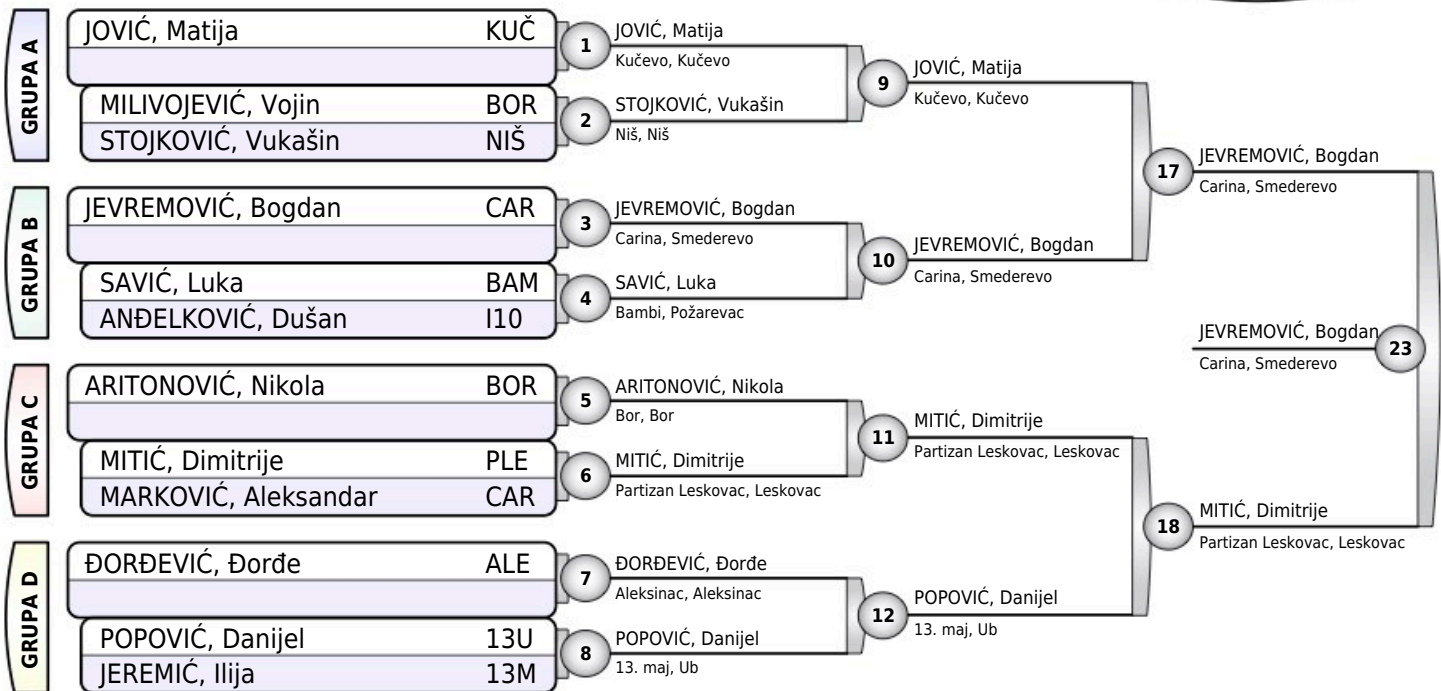 GRUPA A
JOVIĆ, Matija KUČ
MILIVOJEVIĆ, Vojin BOR
STOJKOVIĆ, Vukašin NIŠ
GRUPA B
JEVREMOVIĆ, Bogdan CAR
SAVIĆ, Luka BAM
ANĐELKOVIĆ, Dušan I10
GRUPA C
ARITONOVIĆ, Nikola BOR
MITIĆ, Dimitrije PLE
MARKOVIĆ, Aleksandar CAR
GRUPA D
ĐORĐEVIĆ, Đorđe ALE
POPOVIĆ, Danijel 13U
JEREMIĆ, Ilija 13M
1
JOVIĆ, Matija
Kučevo, Kučevo
2
STOJKOVIĆ, Vukašin
Niš, Niš
3
JEVREMOVIĆ, Bogdan
Carina, Smederevo
4
SAVIĆ, Luka
Bambi, Požarevac
5
ARITONOVIĆ, Nikola
Bor, Bor
6
MITIĆ, Dimitrije
Partizan Leskovac, Leskovac
7
ĐORĐEVIĆ, Đorđe
Aleksinac, Aleksinac
8
POPOVIĆ, Danijel
13. maj, Ub
9
JOVIĆ, Matija
Kučevo, Kučevo
10
JEVREMOVIĆ, Bogdan
Carina, Smederevo
11
MITIĆ, Dimitrije
Partizan Leskovac, Leskovac
12
POPOVIĆ, Danijel
13. maj, Ub
17
JEVREMOVIĆ, Bogdan
Carina, Smederevo
18
MITIĆ, Dimitrije
Partizan Leskovac, Leskovac
JEVREMOVIĆ, Bogdan
23
Carina, Smederevo